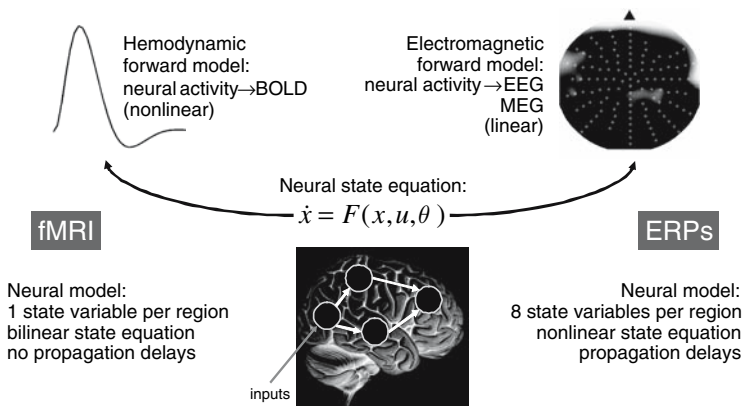 Hemodynamic
forward model:
neural activity→BOLD
(nonlinear)
Electromagnetic
forward model:
neural activity→EEG
MEG
(linear)
Neural state equation:
ẋ = F(x,u,θ)
fMRI
ERPs
Neural model:
1 state variable per region
bilinear state equation
no propagation delays
Neural model:
8 state variables per region
nonlinear state equation
propagation delays
inputs